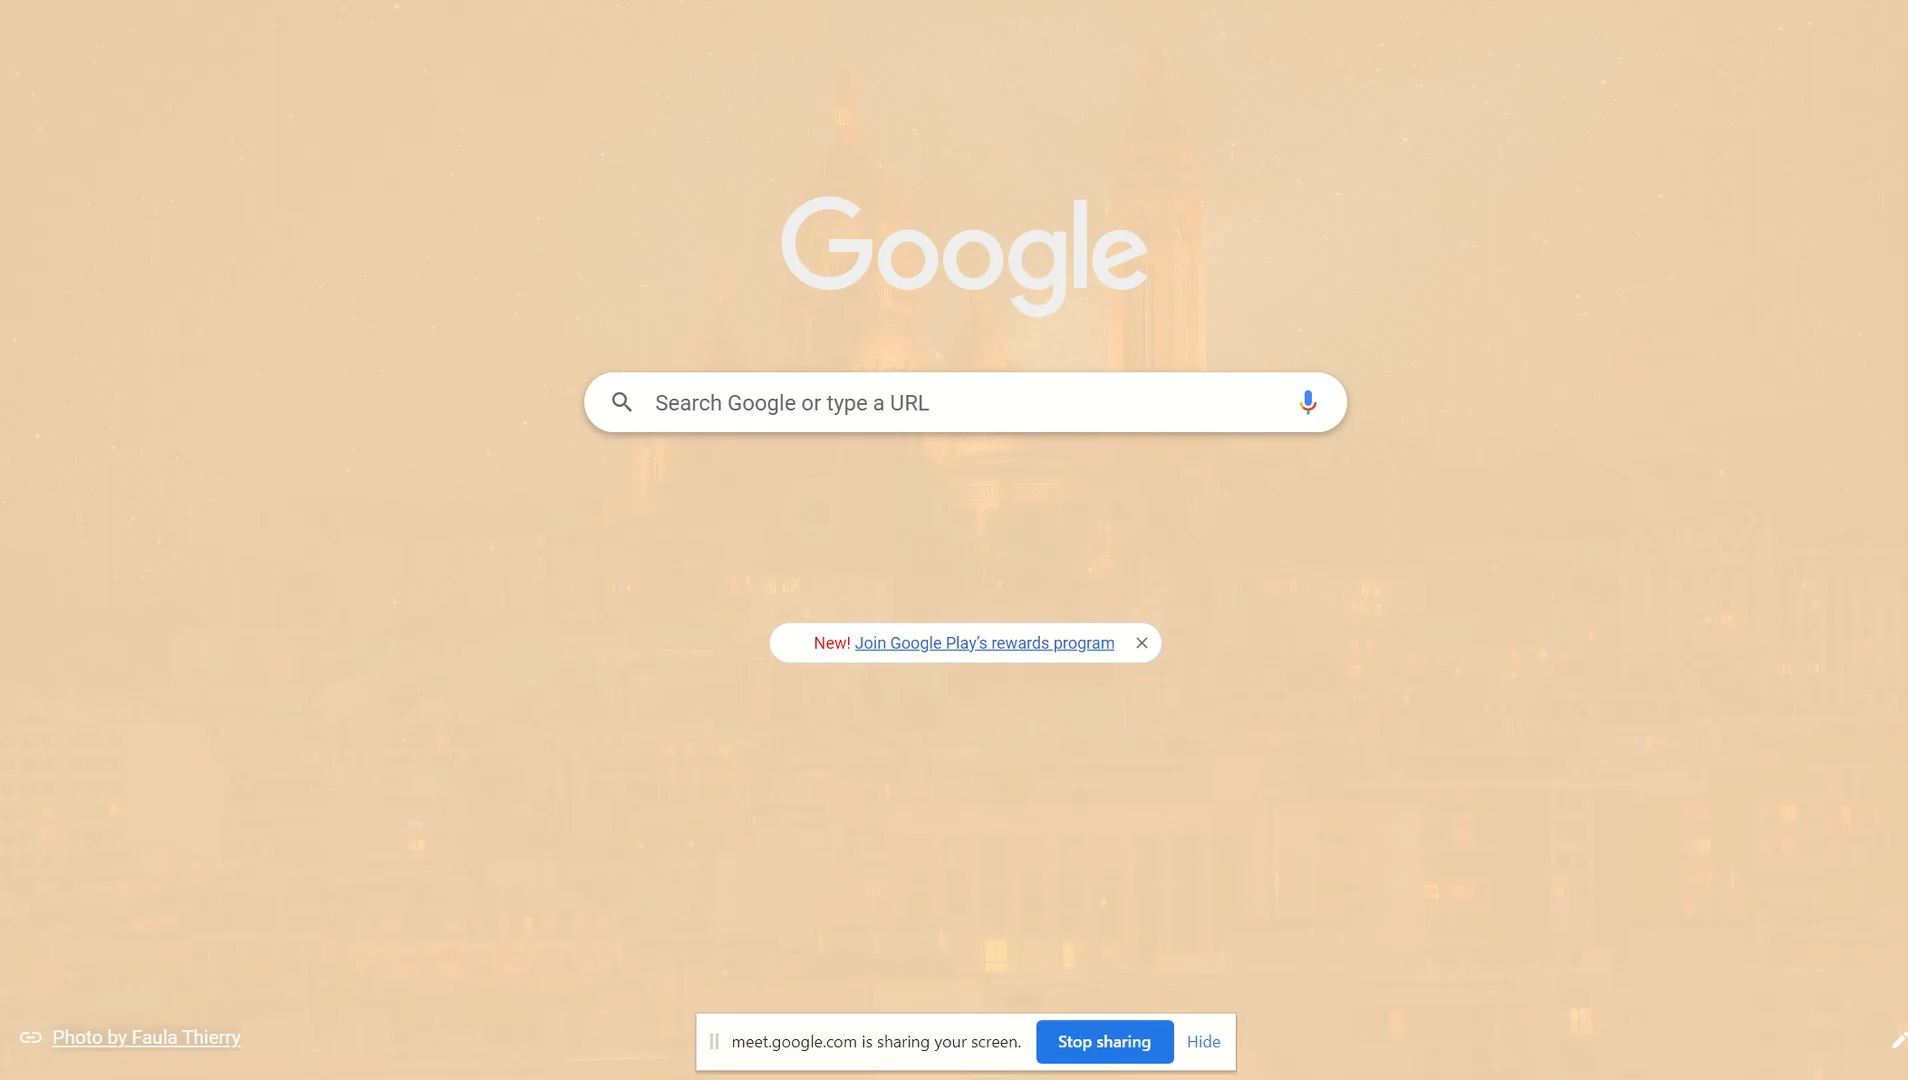 Google
Search Google or type a URL
New! Join Google Play's rewards program
Photo by Faula Thierry
meet.google.com is sharing your screen. Stop sharing Hide